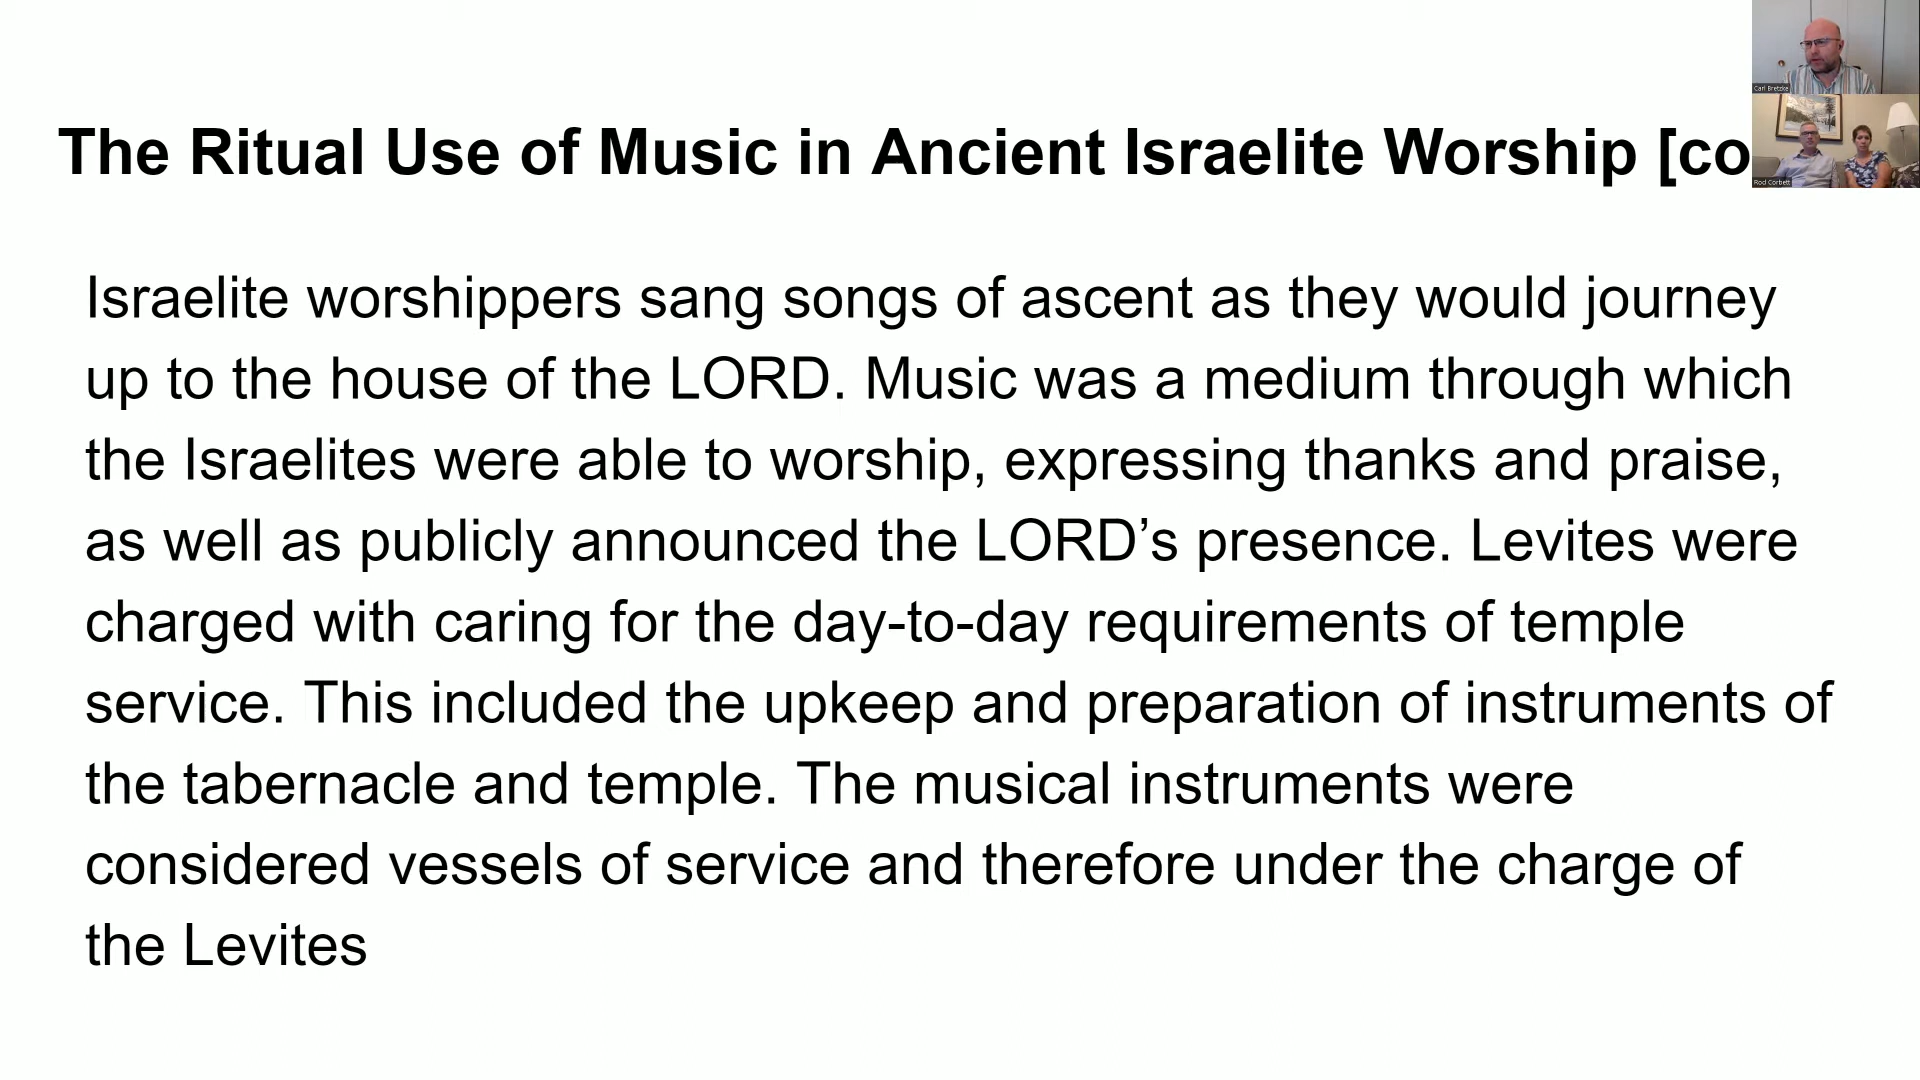 The Ritual Use of Music in Ancient Israelite Worship [co
Carl Bretzke
Rod Corbett
Israelite worshippers sang songs of ascent as they would journey
up to the house of the LORD. Music was a medium through which
the Israelites were able to worship, expressing thanks and praise,
as well as publicly announced the LORD’s presence. Levites were
charged with caring for the day-to-day requirements of temple
service. This included the upkeep and preparation of instruments of
the tabernacle and temple. The musical instruments were
considered vessels of service and therefore under the charge of
the Levites